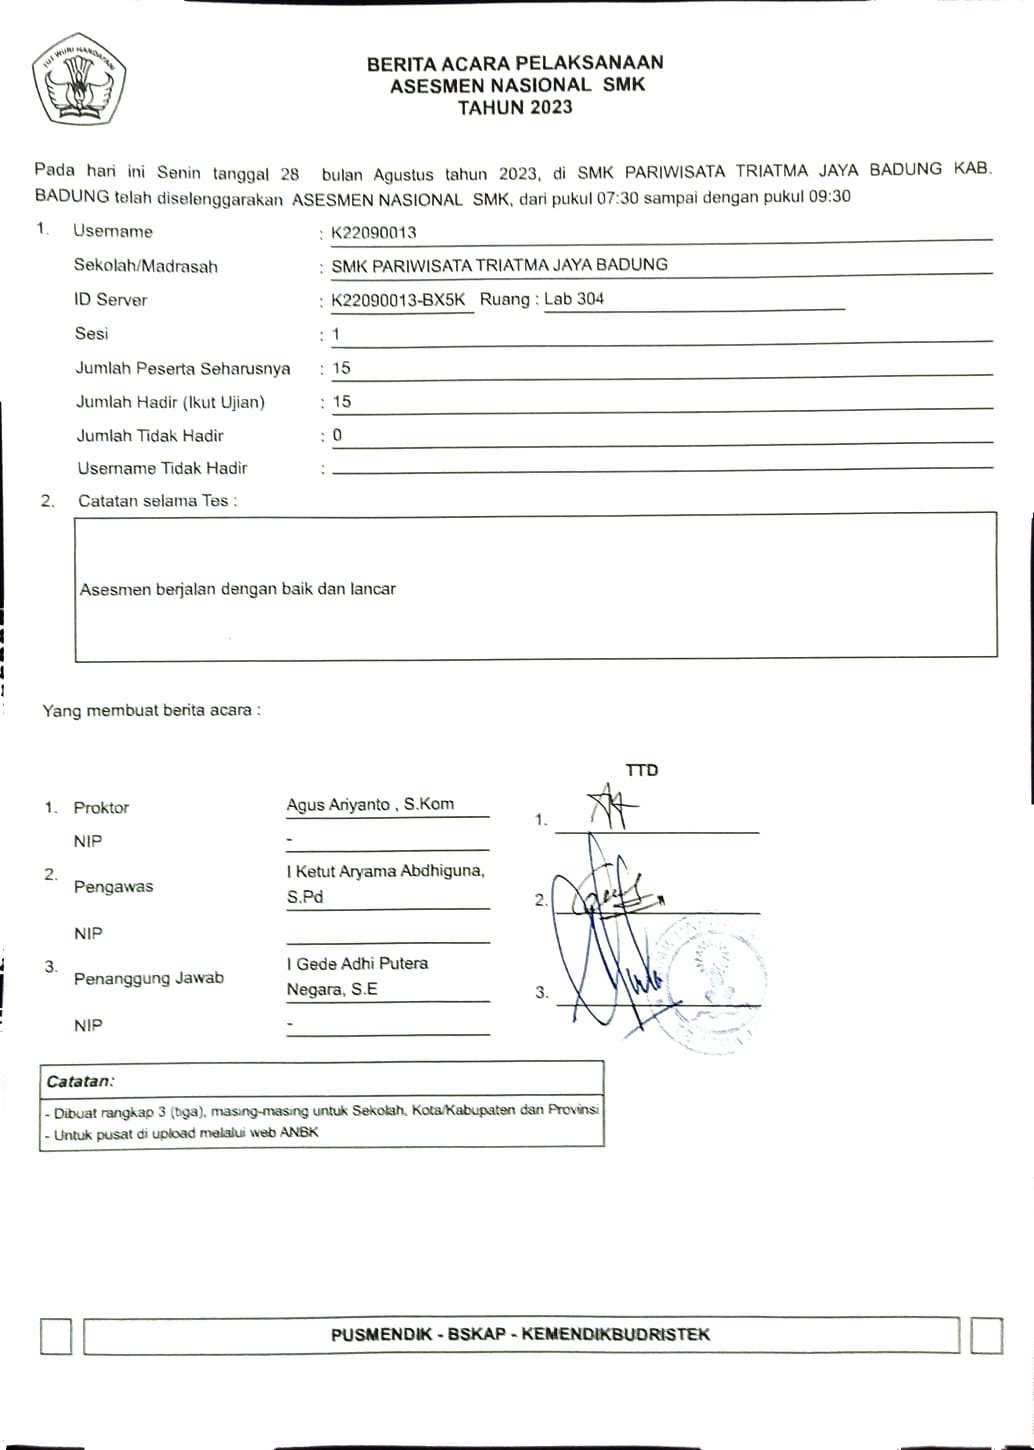 TUT WURI HANDAYANI
BERITA ACARA PELAKSANAAN
ASESMEN NASIONAL SMK
TAHUN 2023
Pada hari ini Senin tanggal 28 bulan Agustus tahun 2023, di SMK PARIWISATA TRIATMA JAYA BADUNG KAB.
BADUNG telah diselenggarakan ASESMEN NASIONAL SMK, dari pukul 07:30 sampai dengan pukul 09:30
1. Username : K22090013
Sekolah/Madrasah : SMK PARIWISATA TRIATMA JAYA BADUNG
ID Server : K22090013-BX5K Ruang : Lab 304
Sesi : 1
Jumlah Peserta Seharusnya : 15
Jumlah Hadir (Ikut Ujian) : 15
Jumlah Tidak Hadir : 0
Username Tidak Hadir :
2. Catatan selama Tes :
Asesmen berjalan dengan baik dan lancar
Yang membuat berita acara :
TTD
1. Proktor Agus Ariyanto , S.Kom 1.
NIP -
2. Pengawas I Ketut Aryama Abdhiguna,
S.Pd 2.
NIP
3. Penanggung Jawab I Gede Adhi Putera
Negara, S.E 3.
NIP -
Catatan:
- Dibuat rangkap 3 (tiga), masing-masing untuk Sekolah, Kota/Kabupaten dan Provinsi
- Untuk pusat di upload melalui web ANBK
PUSMENDIK - BSKAP - KEMENDIKBUDRISTEK